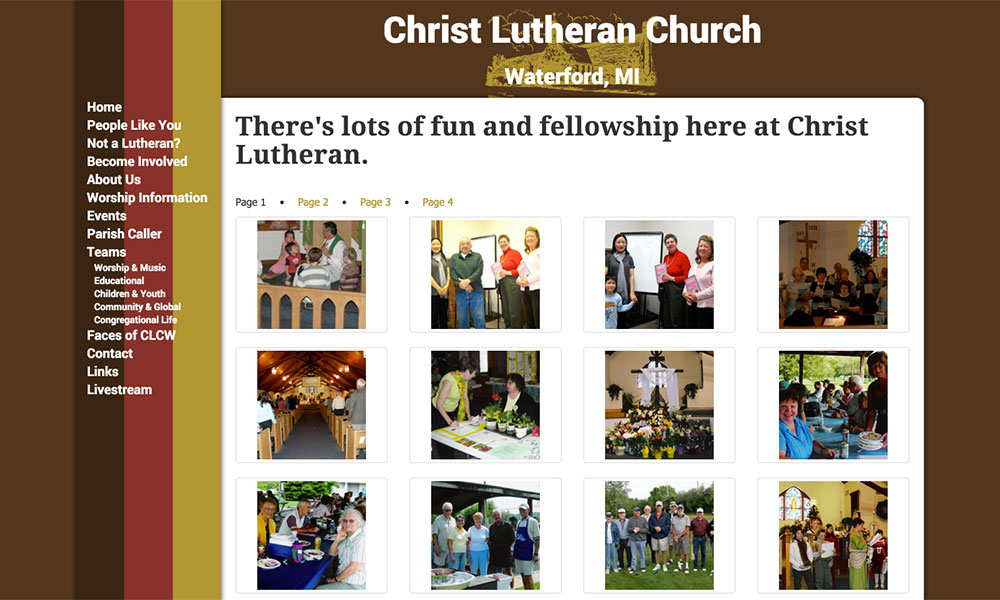 Christ Lutheran Church
Waterford, MI
Home
People Like You
Not a Lutheran?
Become Involved
About Us
Worship Information
Events
Parish Caller
Teams
Worship & Music
Educational
Children & Youth
Community & Global
Congregational Life
Faces of CLCW
Contact
Links
Livestream
There's lots of fun and fellowship here at Christ
Lutheran.
Page 1 • Page 2 • Page 3 • Page 4